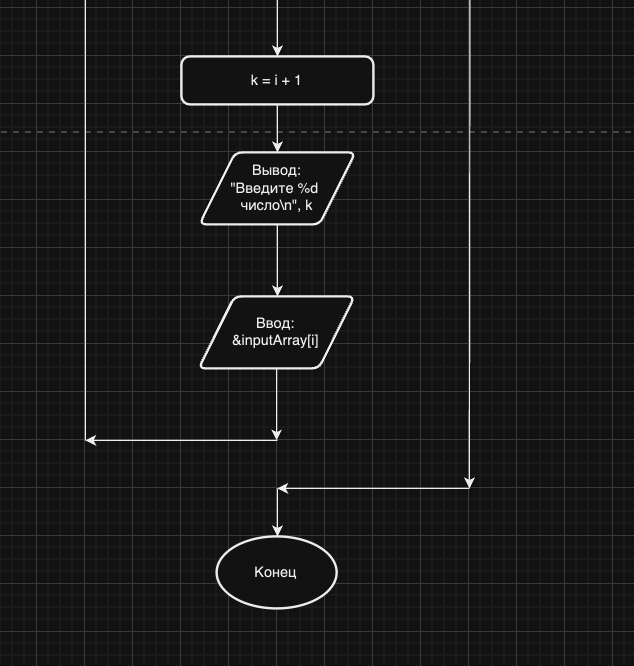 k = i + 1
Вывод:
"Введите %d
число\n", k
Ввод:
&inputArray[i]
Конец